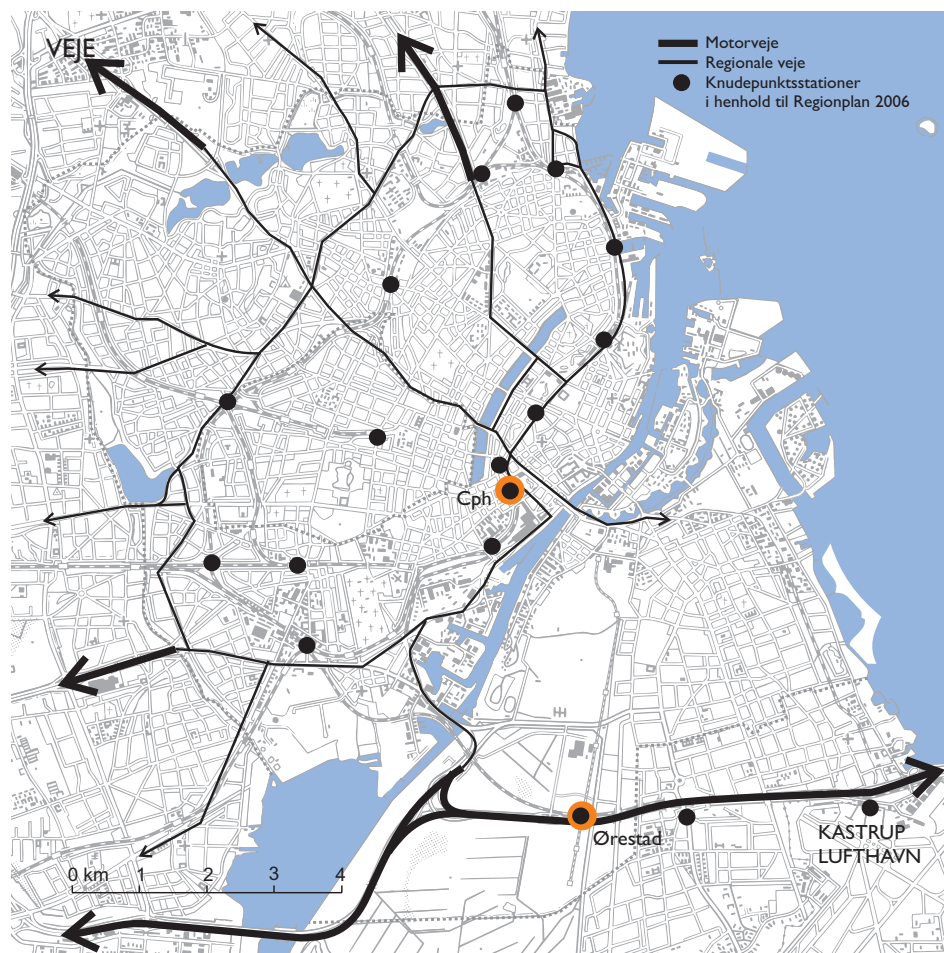 VEJE
Motorveje
Regionale veje
Knudepunktsstationer
i henhold til Regionplan 2006
Cph
Ørestad
KASTRUP
LUFTHAVN
0 km 1 2 3 4